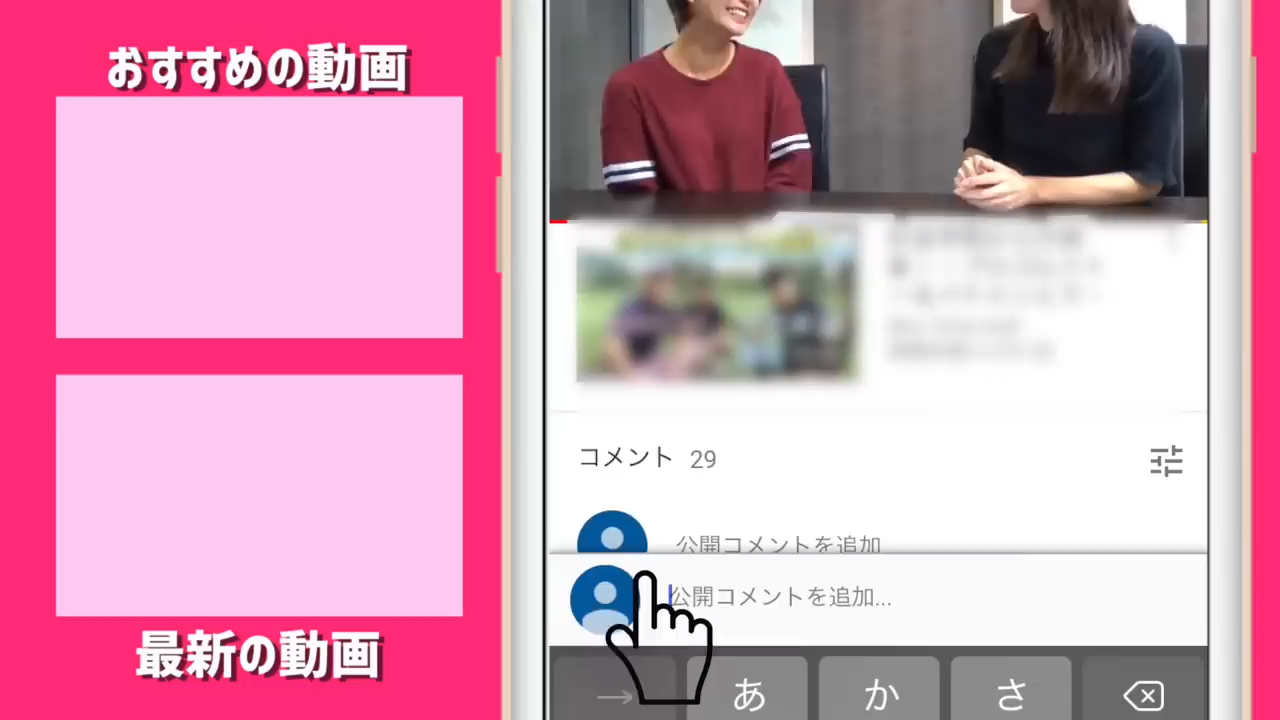 おすすめの動画
最新の動画
コメント 29
公開コメントを追加
公開コメントを追加...
→ あ か さ